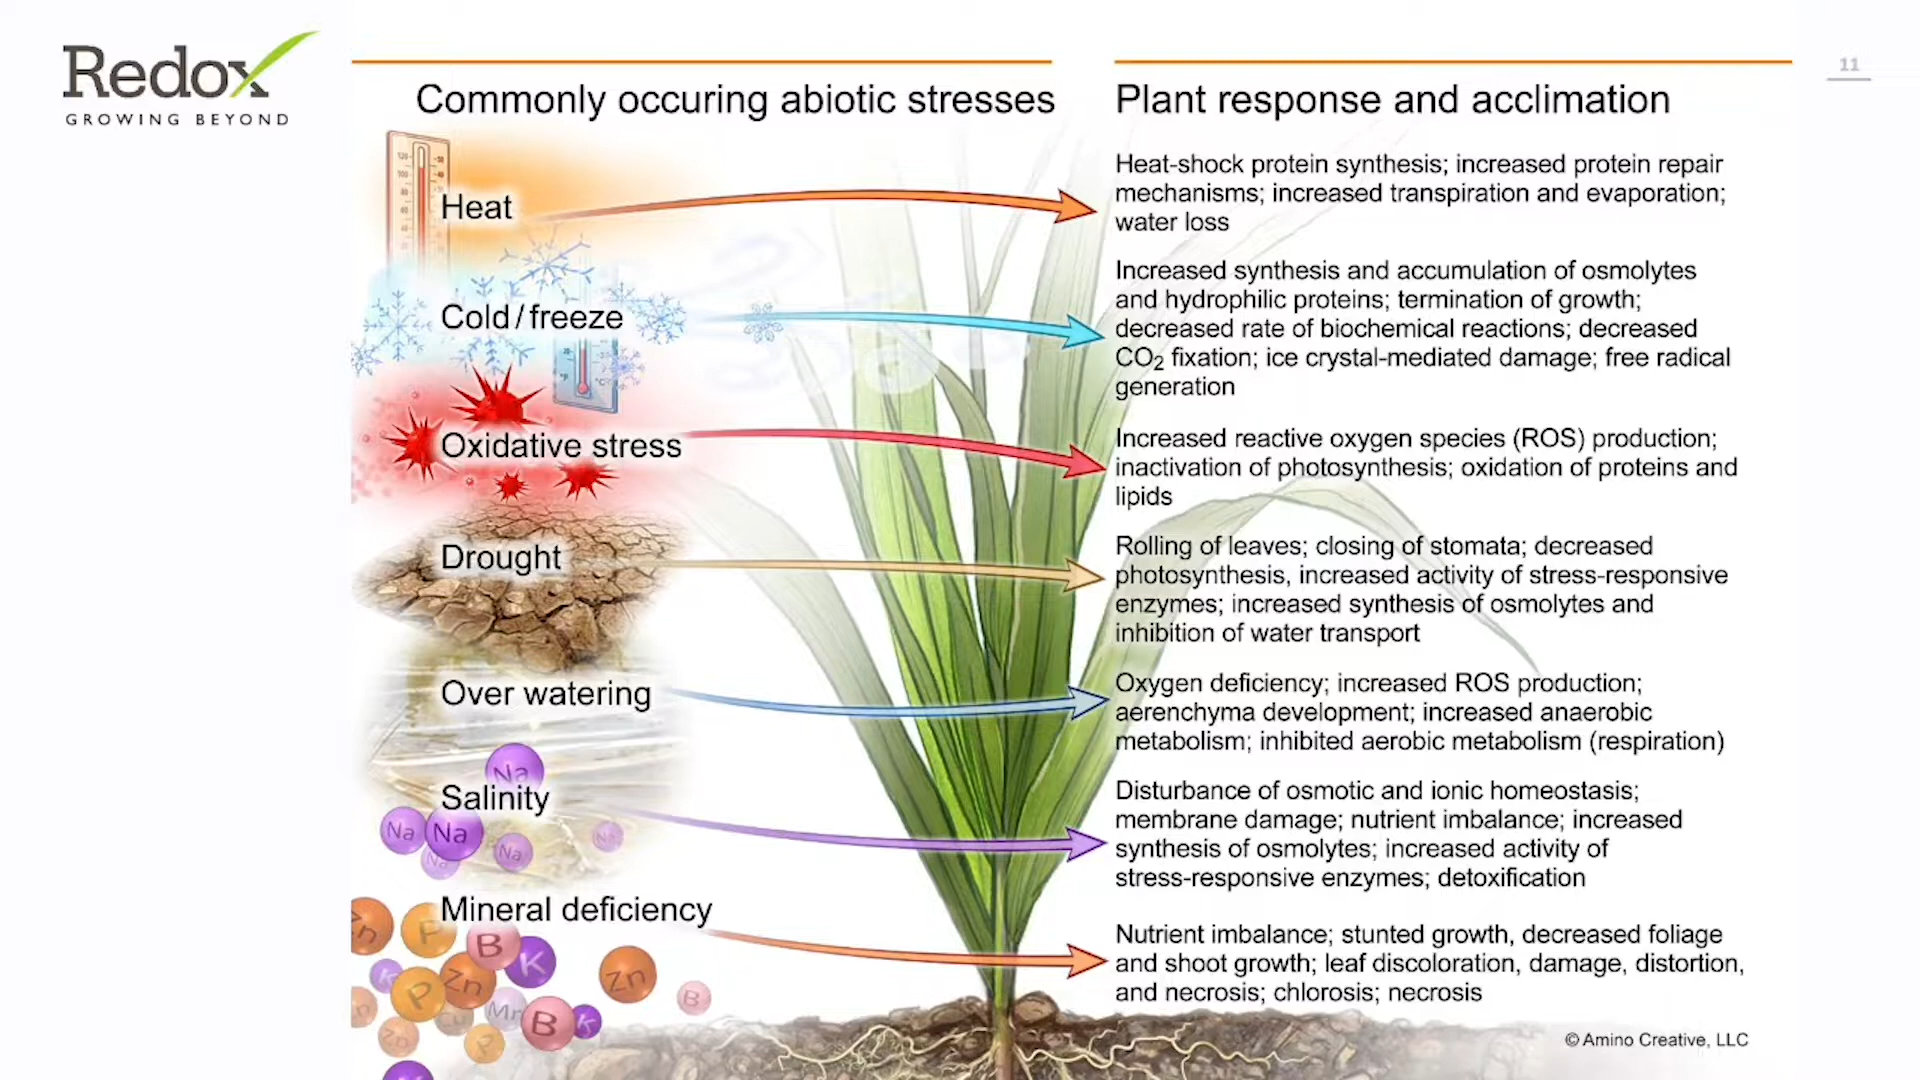 Redox
GROWING BEYOND
11
Commonly occuring abiotic stresses
Plant response and acclimation
Heat
Heat-shock protein synthesis; increased protein repair
mechanisms; increased transpiration and evaporation;
water loss
Cold/freeze
Increased synthesis and accumulation of osmolytes
and hydrophilic proteins; termination of growth;
decreased rate of biochemical reactions; decreased
CO2 fixation; ice crystal-mediated damage; free radical
generation
Oxidative stress
Increased reactive oxygen species (ROS) production;
inactivation of photosynthesis; oxidation of proteins and
lipids
Drought
Rolling of leaves; closing of stomata; decreased
photosynthesis, increased activity of stress-responsive
enzymes; increased synthesis of osmolytes and
inhibition of water transport
Over watering
Oxygen deficiency; increased ROS production;
aerenchyma development; increased anaerobic
metabolism; inhibited aerobic metabolism (respiration)
Na
Salinity
Na Na Na
Na Na
Disturbance of osmotic and ionic homeostasis;
membrane damage; nutrient imbalance; increased
synthesis of osmolytes; increased activity of
stress-responsive enzymes; detoxification
Mineral deficiency
Zn P B K Zn
K P Zn Mn B K B
Zn Cu P
Nutrient imbalance; stunted growth, decreased foliage
and shoot growth; leaf discoloration, damage, distortion,
and necrosis; chlorosis; necrosis
© Amino Creative, LLC